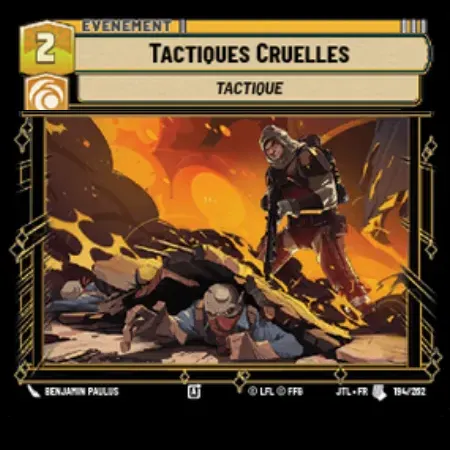 EVENEMENT
2
TACTIQUES CRUELLES
TACTIQUE
BENJAMIN PAULUS
A
© LFL © FFG
JTL • FR
194/262